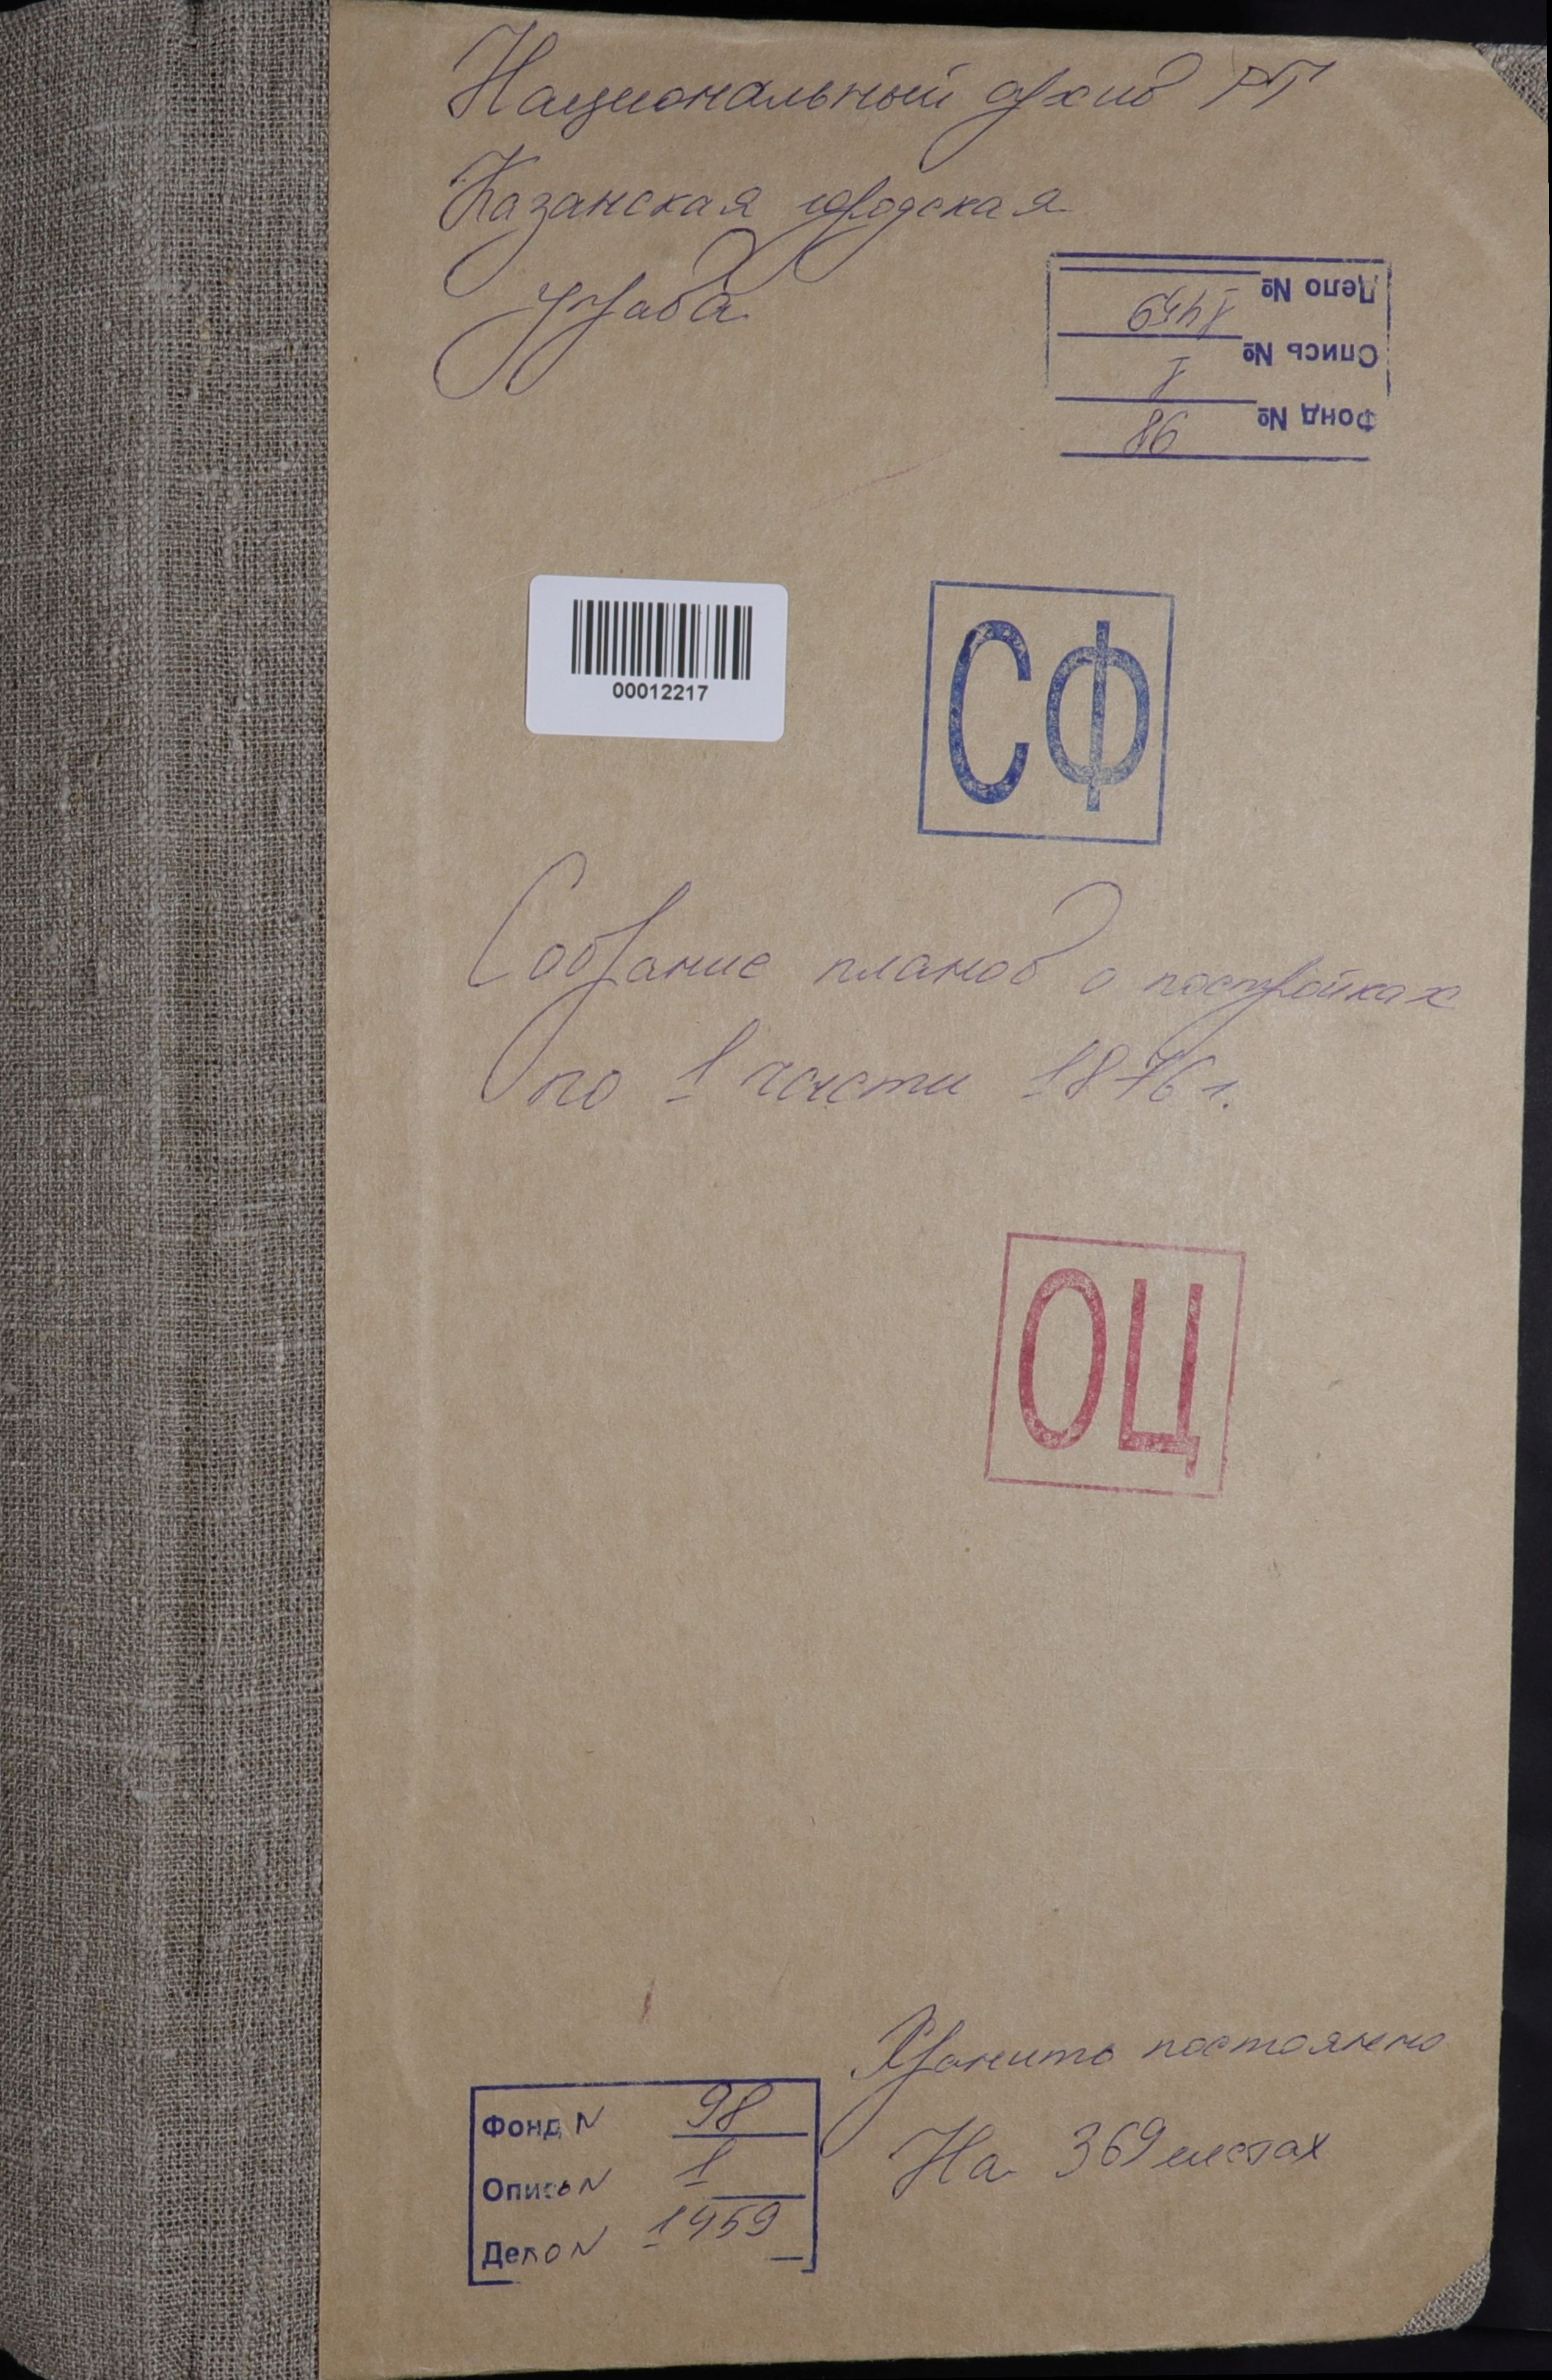 Национальный архив РТ
Казанская городская
управа
Дело № 1459
Опись № 1
Фонд № 98
00012217
СФ
Собрание планов о постройках
по 1 части 1876 г.
ОЦ
Хранить постоянно
На 369 листах
Фонд N 98
Опись N 1
Дело N 1459